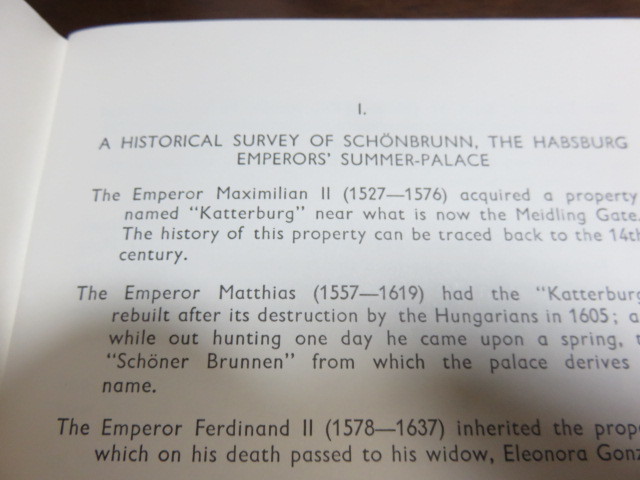 I.
A HISTORICAL SURVEY OF SCHÖNBRUNN, THE HABSBURG
EMPERORS' SUMMER-PALACE
The Emperor Maximilian II (1527—1576) acquired a property
named "Katterburg" near what is now the Meidling Gate.
The history of this property can be traced back to the 14th
century.
The Emperor Matthias (1557—1619) had the "Katterburg
rebuilt after its destruction by the Hungarians in 1605; a
while out hunting one day he came upon a spring,
"Schöner Brunnen" from which the palace derives
name.
The Emperor Ferdinand II (1578—1637) inherited the prop
which on his death passed to his widow, Eleonora Gonz